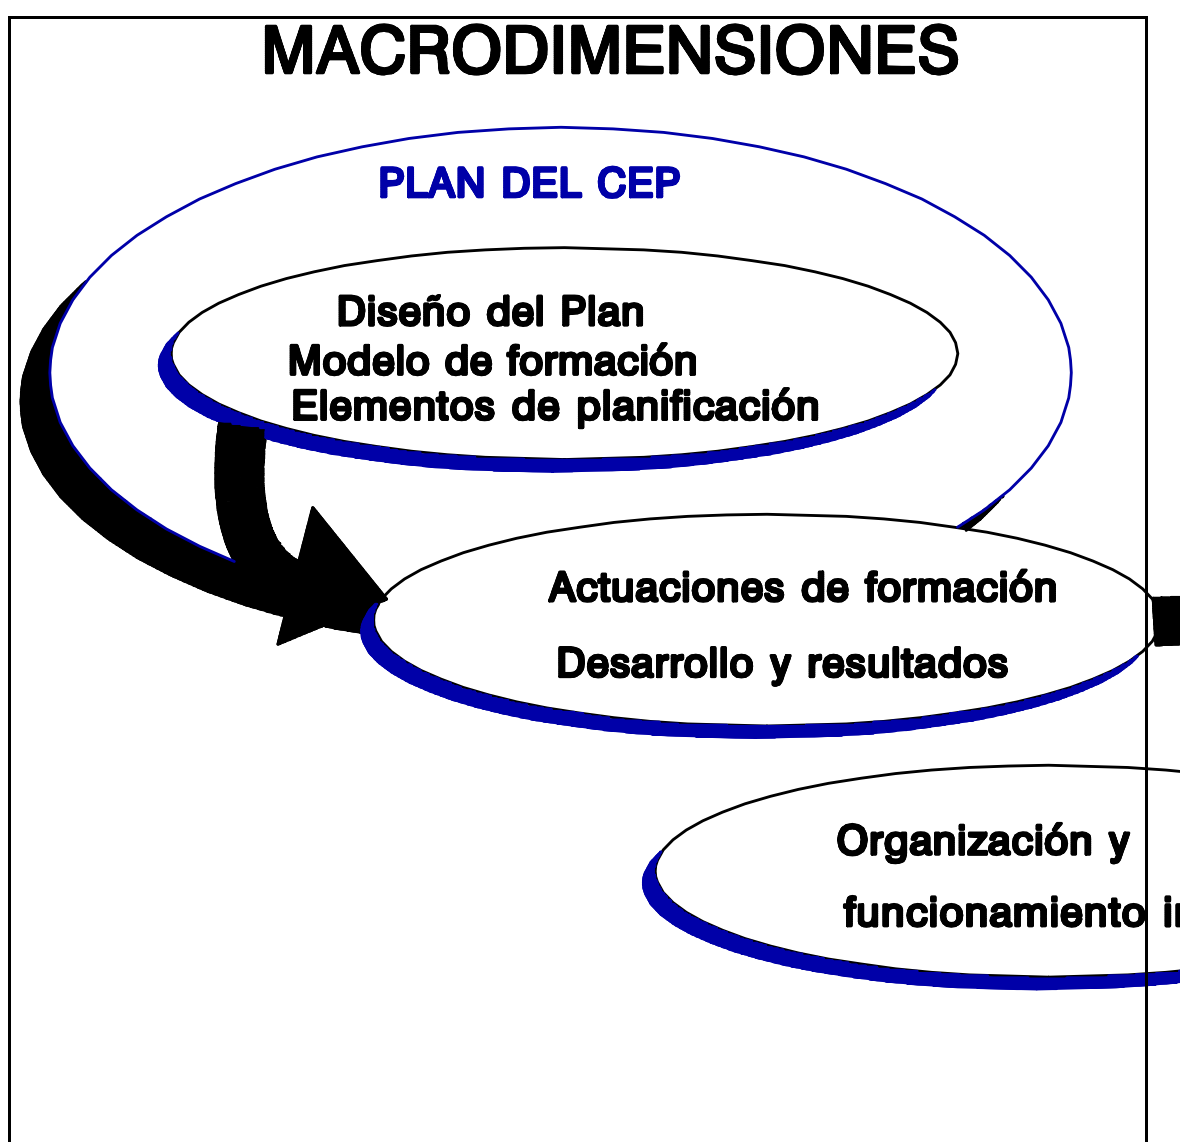 MACRODIMENSIONES
PLAN DEL CEP
Diseño del Plan
Modelo de formación
Elementos de planificación
Actuaciones de formación
Desarrollo y resultados
Organización y
funcionamiento